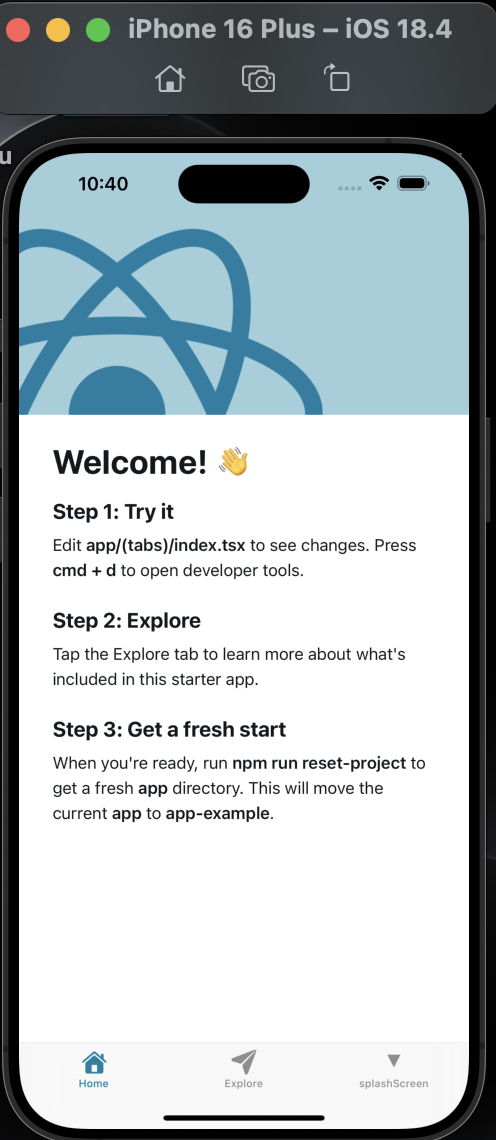 iPhone 16 Plus – iOS 18.4
u
10:40
Welcome! 👋
Step 1: Try it
Edit app/(tabs)/index.tsx to see changes. Press
cmd + d to open developer tools.
Step 2: Explore
Tap the Explore tab to learn more about what's
included in this starter app.
Step 3: Get a fresh start
When you're ready, run npm run reset-project to
get a fresh app directory. This will move the
current app to app-example.
Home
Explore
splashScreen